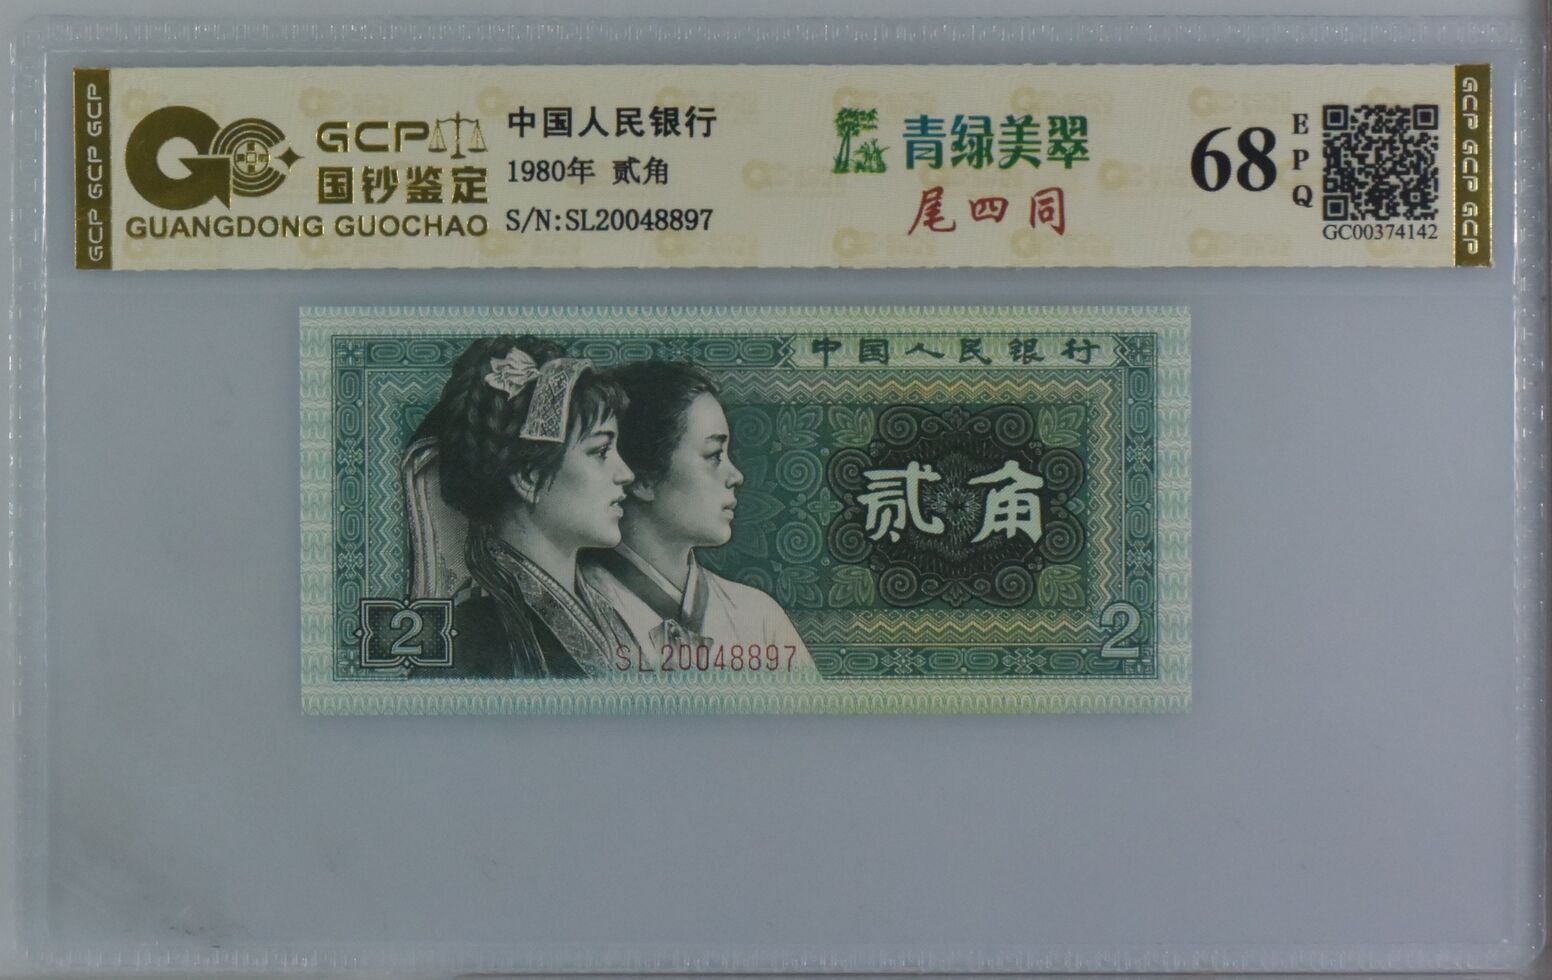 GCP GCP GCP
GCP
国钞鉴定
GUANGDONG GUOCHAO
中国人民银行
1980年 贰角
S/N:SL20048897
青绿美翠
尾四同
68
EPQ
GC00374142
GCP GCP GCP
中国人民银行
贰角
2
2
SL20048897